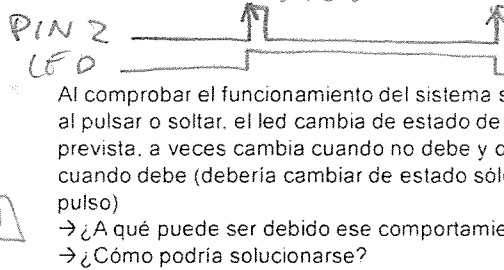 PIN 2
LED
Al comprobar el funcionamiento del sistema s
al pulsar o soltar, el led cambia de estado de
prevista, a veces cambia cuando no debe y o
cuando debe (debería cambiar de estado sól
pulso)
→¿A qué puede ser debido ese comportamie
→¿Cómo podría solucionarse?